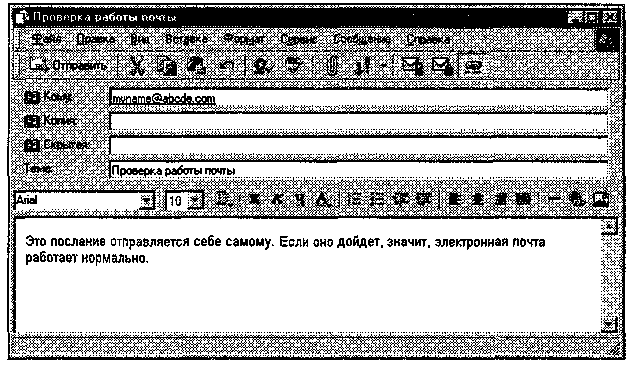 Проверка работы почты
Файл Правка Вид Вставка Формат Сервис Сообщение Справка
Отправить
Кому: myname@abcde.com
Копия:
Скрытая:
Тема: Проверка работы почты
Arial 10 Ж К Ч А
Это послание отправляется себе самому. Если оно дойдет, значит, электронная почта
работает нормально.